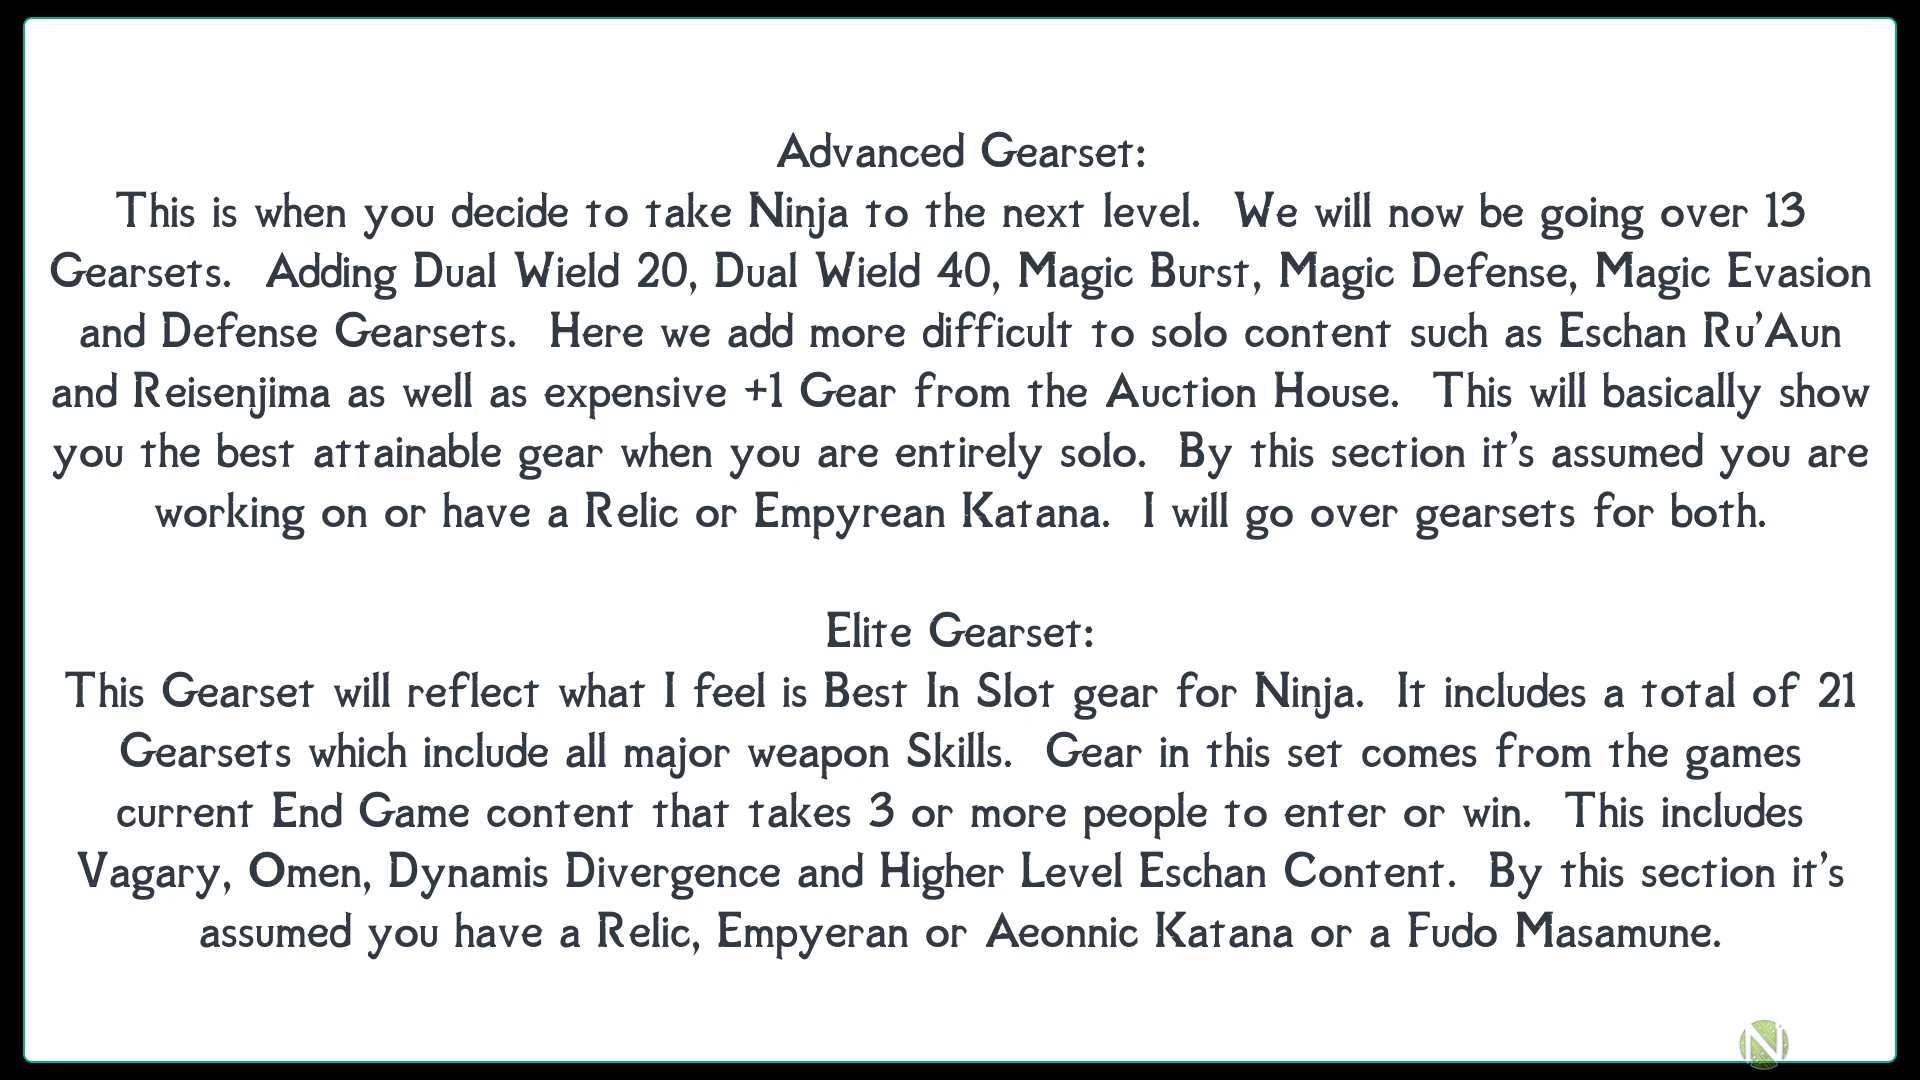 Advanced Gearset:
This is when you decide to take Ninja to the next level.  We will now be going over 13
Gearsets.  Adding Dual Wield 20, Dual Wield 40, Magic Burst, Magic Defense, Magic Evasion
and Defense Gearsets.  Here we add more difficult to solo content such as Eschan Ru’Aun
and Reisenjima as well as expensive +1 Gear from the Auction House.  This will basically show
you the best attainable gear when you are entirely solo.  By this section it’s assumed you are
working on or have a Relic or Empyrean Katana.  I will go over gearsets for both.
Elite Gearset:
This Gearset will reflect what I feel is Best In Slot gear for Ninja.  It includes a total of 21
Gearsets which include all major weapon Skills.  Gear in this set comes from the games
current End Game content that takes 3 or more people to enter or win.  This includes
Vagary, Omen, Dynamis Divergence and Higher Level Eschan Content.  By this section it’s
assumed you have a Relic, Empyeran or Aeonnic Katana or a Fudo Masamune.
Ni